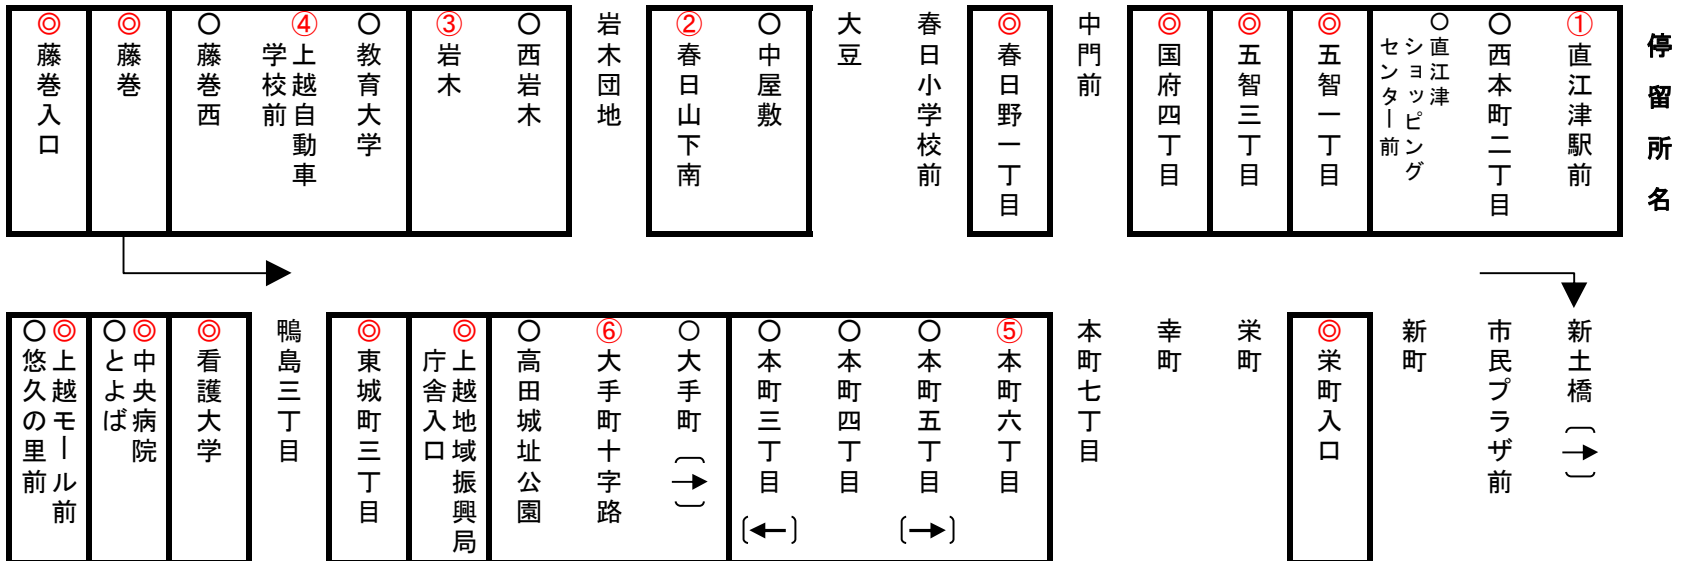 停留所名
①直江津駅前
○西本町二丁目
○直江津
ショッピング
センター前
◎五智一丁目
◎五智三丁目
◎国府四丁目
中門前
◎春日野一丁目
春日小学校前
大豆
○中屋敷
②春日山下南
岩木団地
○西岩木
③岩木
○教育大学
④上越自動車
学校前
○藤巻西
◎藤巻
◎藤巻入口
新土橋（→）
市民プラザ前
新町
◎栄町入口
栄町
幸町
本町七丁目
⑤本町六丁目
○本町五丁目（→）
○本町四丁目
○本町三丁目（←）
○大手町（→）
⑥大手町十字路
○高田城址公園
◎上越地域振興局
庁舎入口
◎東城町三丁目
鴨島三丁目
◎看護大学
◎中央病院
○とよば
◎上越モール前
○悠久の里前